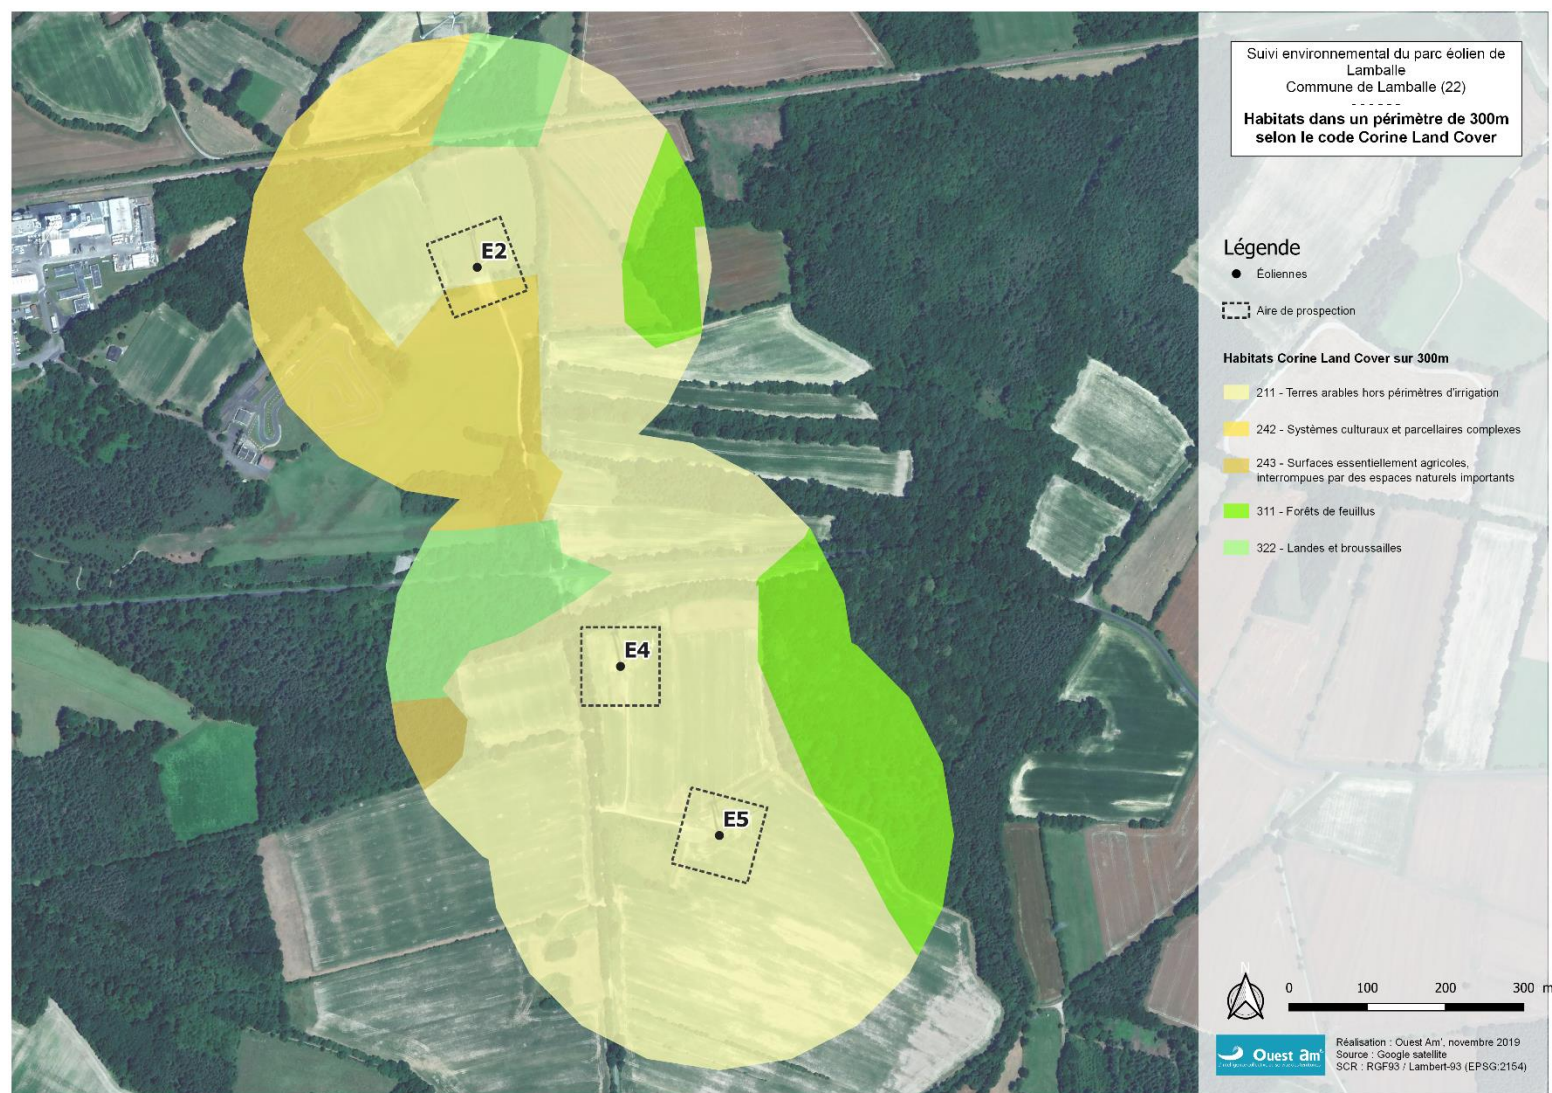 Suivi environnemental du parc éolien de
Lamballe
Commune de Lamballe (22)
- - - - - -
Habitats dans un périmètre de 300m
selon le code Corine Land Cover
E2
E4
E5
Légende
Éoliennes
Aire de prospection
Habitats Corine Land Cover sur 300m
211 - Terres arables hors périmètres d'irrigation
242 - Systèmes culturaux et parcellaires complexes
243 - Surfaces essentiellement agricoles,
interrompues par des espaces naturels importants
311 - Forêts de feuillus
322 - Landes et broussailles
N
0 100 200 300 m
Ouest am'
Réalisation : Ouest Am', novembre 2019
Source : Google satellite
SCR : RGF93 / Lambert-93 (EPSG:2154)